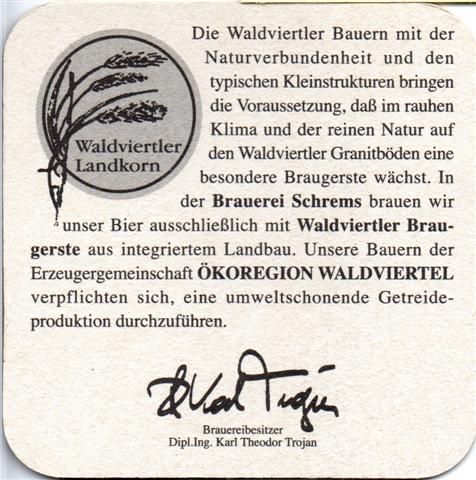 Die Waldviertler Bauern mit der
Naturverbundenheit und den
typischen Kleinstrukturen bringen
die Voraussetzung, daß im rauhen
Klima und der reinen Natur auf
den Waldviertler Granitböden eine
besondere Braugerste wächst. In
der Brauerei Schrems brauen wir
unser Bier ausschließlich mit Waldviertler Brau-
gerste aus integriertem Landbau. Unsere Bauern der
Erzeugergemeinschaft ÖKOREGION WALDVIERTEL
verpflichten sich, eine umweltschonende Getreide-
produktion durchzuführen.
Waldviertler
Landkorn
Brauereibesitzer
Dipl.Ing. Karl Theodor Trojan